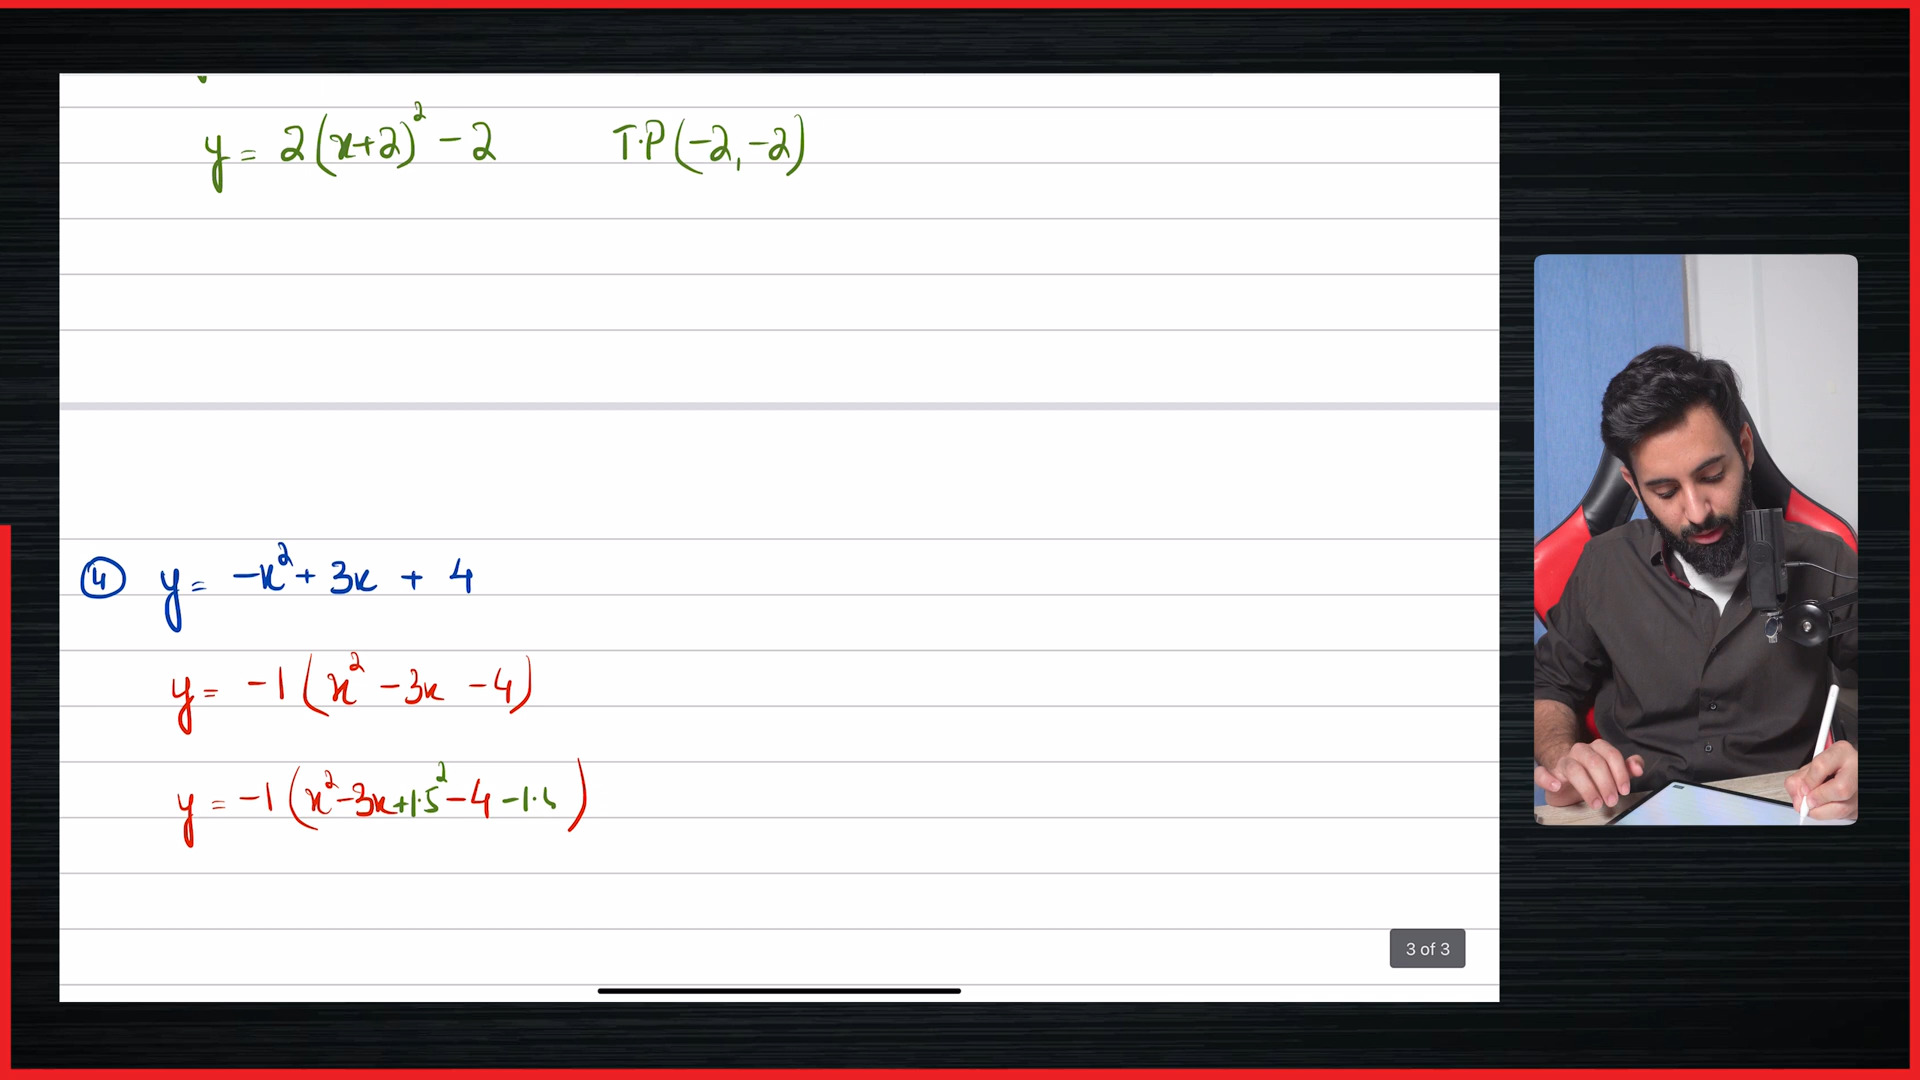 y = 2(x+2)² - 2 T.P(-2, -2)
④ y = -x² + 3x + 4
y = -1(x² - 3x - 4)
y = -1(x² - 3x + 1.5² - 4 - 1. )
3 of 3